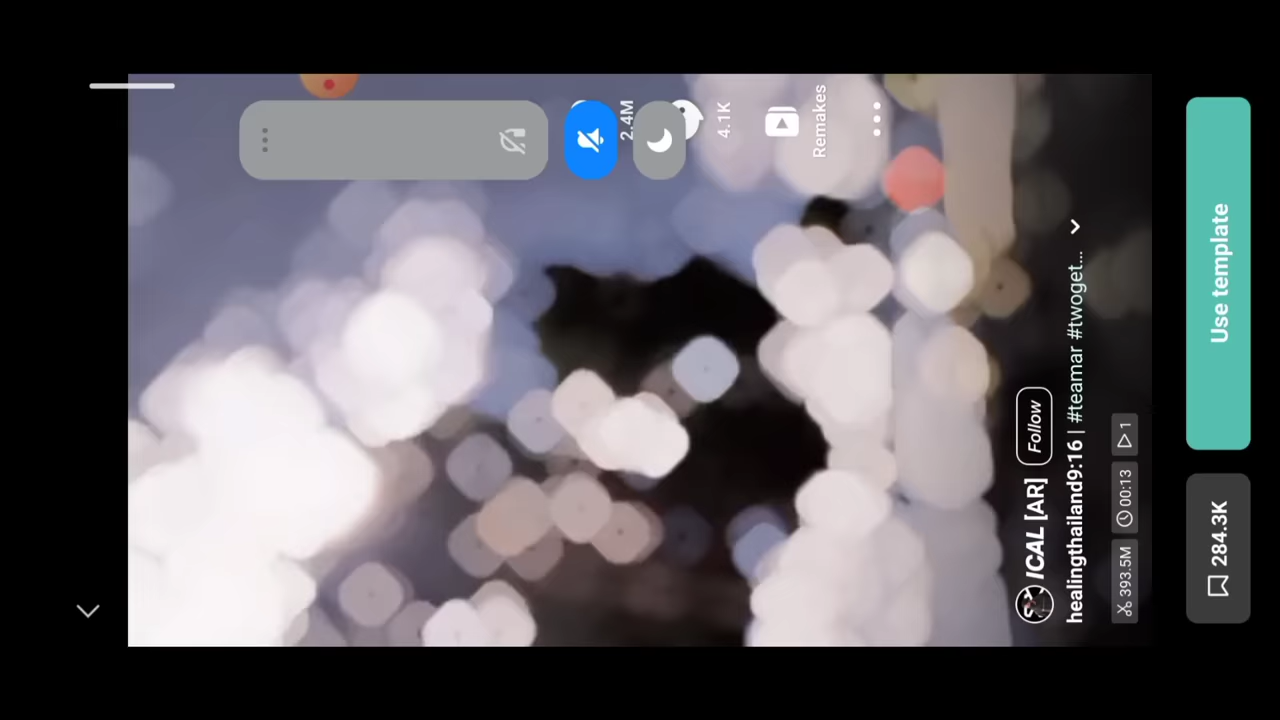 2.4M
4.1K
Remakes
ICAL [AR] Follow
healingthailand9:16 | #teamar #twoget...
393.5M 00:13 1
284.3K Use template